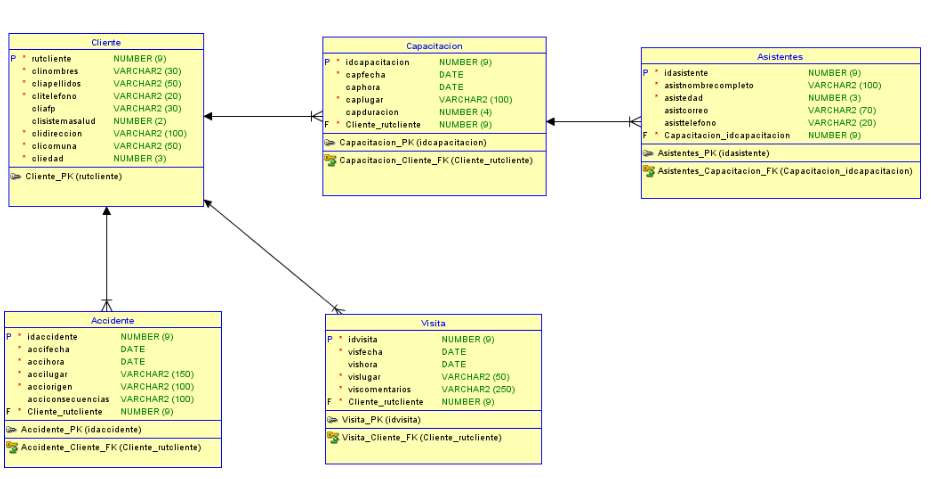 Cliente
P * rutcliente NUMBER (9)
* clinombres VARCHAR2 (30)
* cliapellidos VARCHAR2 (50)
* clitelefono VARCHAR2 (20)
cliafp VARCHAR2 (30)
clisistemasalud NUMBER (2)
* clidireccion VARCHAR2 (100)
* clicomuna VARCHAR2 (50)
* cliedad NUMBER (3)
Cliente_PK (rutcliente)
Capacitacion
P * idcapacitacion NUMBER (9)
* capfecha DATE
caphora DATE
* caplugar VARCHAR2 (100)
capduracion NUMBER (4)
F * Cliente_rutcliente NUMBER (9)
Capacitacion_PK (idcapacitacion)
Capacitacion_Cliente_FK (Cliente_rutcliente)
Asistentes
P * idasistente NUMBER (9)
* asistnombrecompleto VARCHAR2 (100)
* asistedad NUMBER (3)
asistcorreo VARCHAR2 (70)
asisttelefono VARCHAR2 (20)
F * Capacitacion_idcapacitacion NUMBER (9)
Asistentes_PK (idasistente)
Asistentes_Capacitacion_FK (Capacitacion_idcapacitacion)
Accidente
P * idaccidente NUMBER (9)
* accifecha DATE
* accihora DATE
* accilugar VARCHAR2 (150)
* acciorigen VARCHAR2 (100)
acciconsecuencias VARCHAR2 (100)
F * Cliente_rutcliente NUMBER (9)
Accidente_PK (idaccidente)
Accidente_Cliente_FK (Cliente_rutcliente)
Visita
P * idvisita NUMBER (9)
* visfecha DATE
vishora DATE
* vislugar VARCHAR2 (50)
* viscomentarios VARCHAR2 (250)
F * Cliente_rutcliente NUMBER (9)
Visita_PK (idvisita)
Visita_Cliente_FK (Cliente_rutcliente)